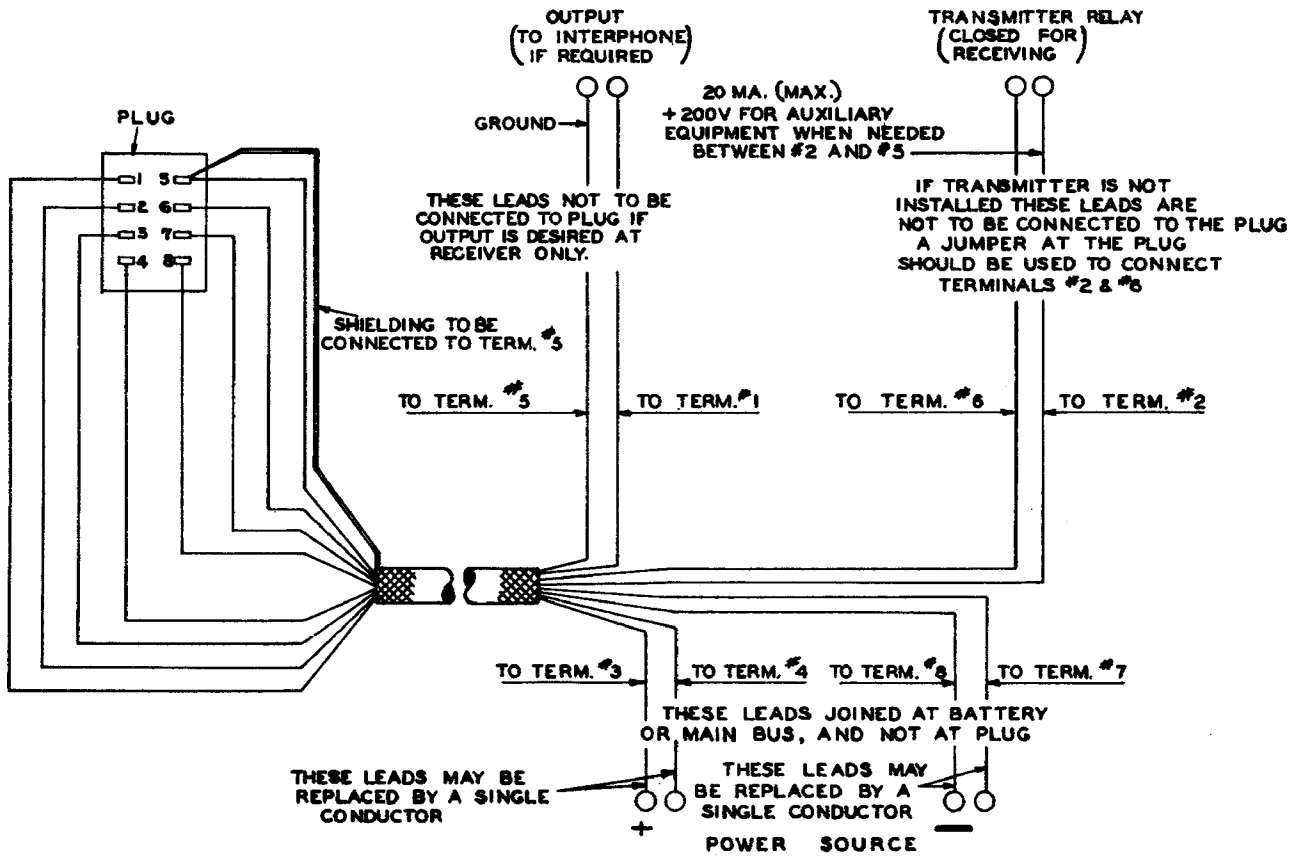 OUTPUT
(TO INTERPHONE)
IF REQUIRED
TRANSMITTER RELAY
(CLOSED FOR)
RECEIVING
20 MA. (MAX.)
+200V FOR AUXILIARY
EQUIPMENT WHEN NEEDED
BETWEEN #2 AND #5
GROUND
PLUG
1 5
2 6
3 7
4 8
THESE LEADS NOT TO BE
CONNECTED TO PLUG IF
OUTPUT IS DESIRED AT
RECEIVER ONLY.
IF TRANSMITTER IS NOT
INSTALLED THESE LEADS ARE
NOT TO BE CONNECTED TO THE PLUG
A JUMPER AT THE PLUG
SHOULD BE USED TO CONNECT
TERMINALS #2 & #6
SHIELDING TO BE
CONNECTED TO TERM. #5
TO TERM. #5
TO TERM. #1
TO TERM. #6
TO TERM. #2
TO TERM. #3
TO TERM. #4
TO TERM. #8
TO TERM. #7
THESE LEADS JOINED AT BATTERY
OR MAIN BUS, AND NOT AT PLUG
THESE LEADS MAY BE
REPLACED BY A SINGLE
CONDUCTOR
THESE LEADS MAY
BE REPLACED BY A
SINGLE CONDUCTOR
+ −
POWER SOURCE